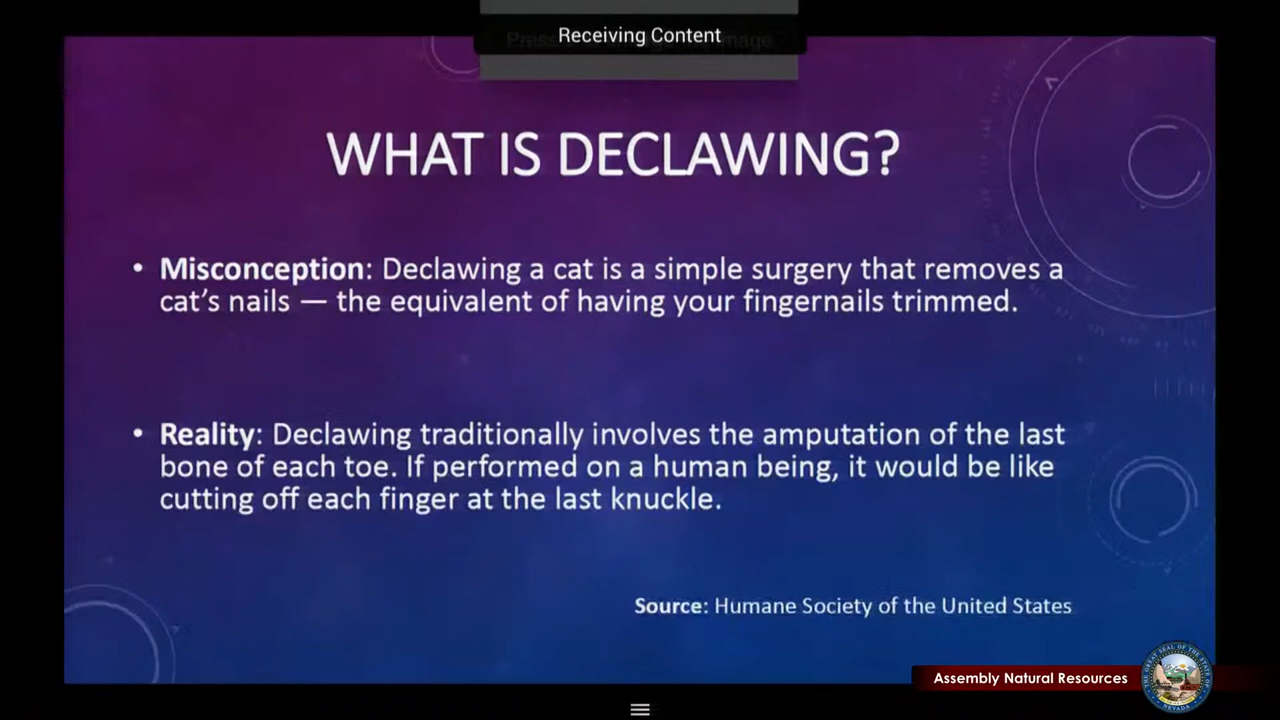 Receiving Content
WHAT IS DECLAWING?
• Misconception: Declawing a cat is a simple surgery that removes a
cat’s nails — the equivalent of having your fingernails trimmed.
• Reality: Declawing traditionally involves the amputation of the last
bone of each toe. If performed on a human being, it would be like
cutting off each finger at the last knuckle.
Source: Humane Society of the United States
Assembly Natural Resources